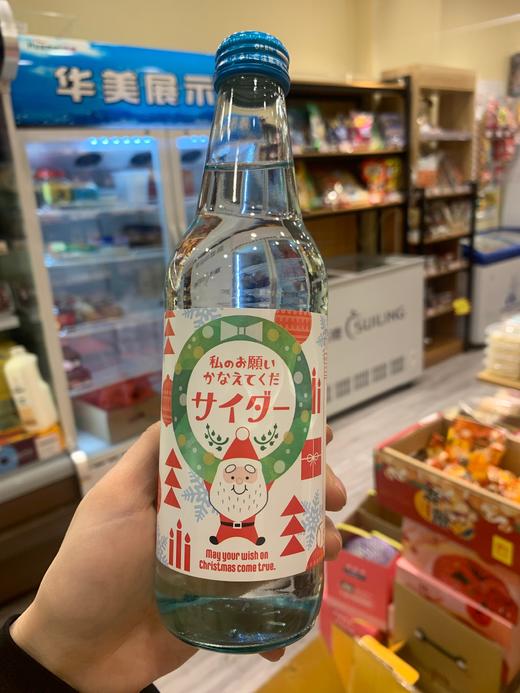 华美展示
私のお願い
かなえてくだ
サイダー
May your wish on
Christmas come true.
SUILING